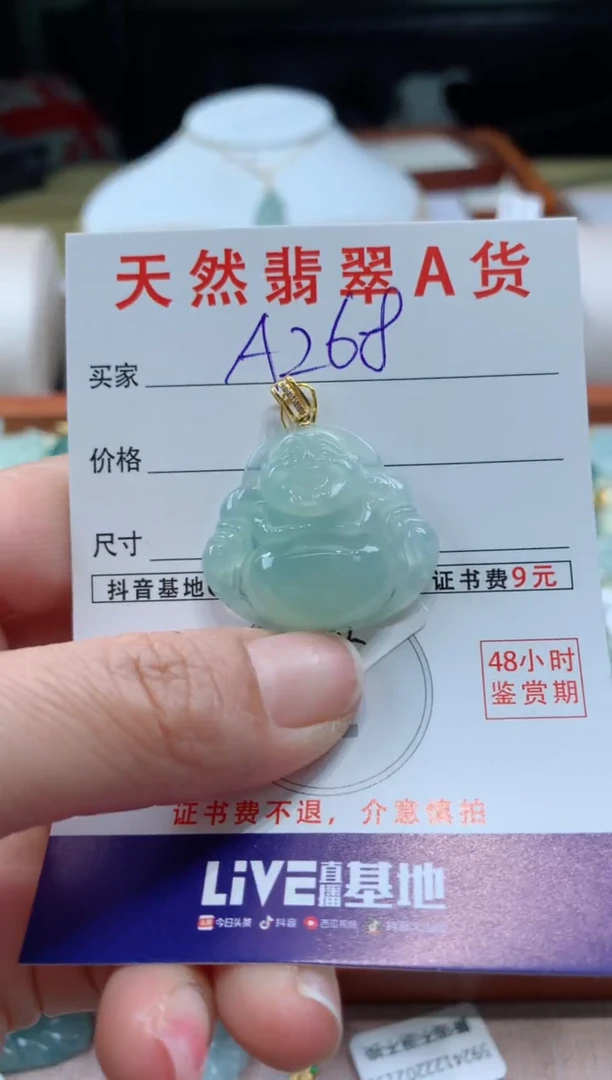 天然翡翠A货
A268
买家
价格
尺寸
抖音基地
证书费9元
48小时
鉴赏期
证书费不退，介意慎拍
LiVE直播基地
今日头条 抖音 西瓜视频